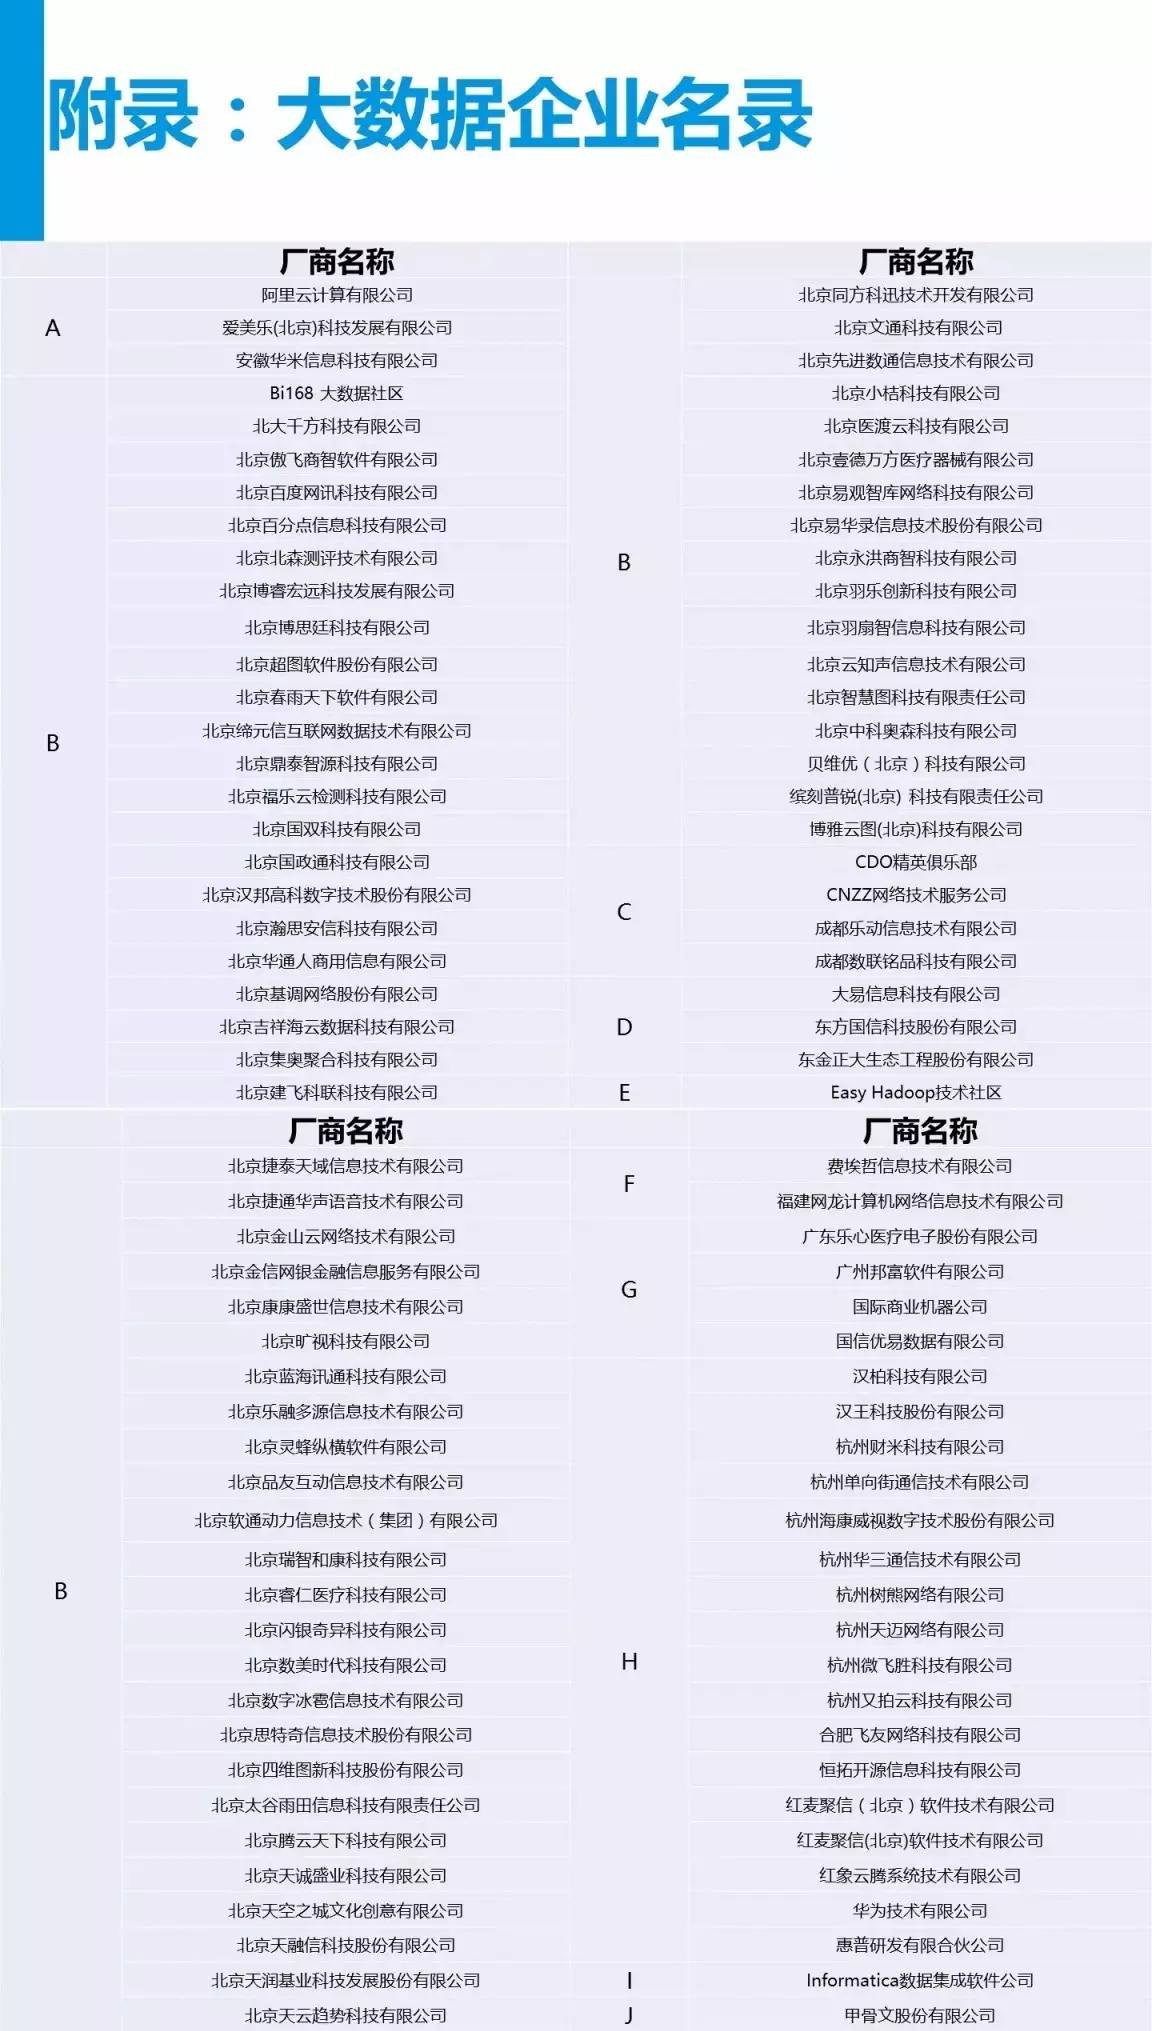 附录：大数据企业名录
厂商名称
A
阿里云计算有限公司
爱美乐(北京)科技发展有限公司
安徽华米信息科技有限公司
B
Bi168 大数据社区
北大千方科技有限公司
北京傲飞商智软件有限公司
北京百度网讯科技有限公司
北京百分点信息科技有限公司
北京北森测评技术有限公司
北京博睿宏远科技发展有限公司
北京博思廷科技有限公司
北京超图软件股份有限公司
北京春雨天下软件有限公司
北京缔元信互联网数据技术有限公司
北京鼎泰智源科技有限公司
北京福乐云检测科技有限公司
北京国双科技有限公司
北京国政通科技有限公司
北京汉邦高科数字技术股份有限公司
北京瀚思安信科技有限公司
北京华通人商用信息有限公司
北京基调网络股份有限公司
北京吉祥海云数据科技有限公司
北京集奥聚合科技有限公司
北京建飞科联科技有限公司
厂商名称
B
北京同方科迅技术开发有限公司
北京文通科技有限公司
北京先进数通信息技术有限公司
北京小桔科技有限公司
北京医渡云科技有限公司
北京壹德万方医疗器械有限公司
北京易观智库网络科技有限公司
北京易华录信息技术股份有限公司
北京永洪商智科技有限公司
北京羽乐创新科技有限公司
北京羽扇智信息科技有限公司
北京云知声信息技术有限公司
北京智慧图科技有限责任公司
北京中科奥森科技有限公司
贝维优（北京）科技有限公司
缤刻普锐(北京) 科技有限责任公司
博雅云图(北京)科技有限公司
C
CDO精英俱乐部
CNZZ网络技术服务公司
成都乐动信息技术有限公司
成都数联铭品科技有限公司
D
大易信息科技有限公司
东方国信科技股份有限公司
东金正大生态工程股份有限公司
E
Easy Hadoop技术社区
厂商名称
B
北京捷泰天域信息技术有限公司
北京捷通华声语音技术有限公司
北京金山云网络技术有限公司
北京金信网银金融信息服务有限公司
北京康康盛世信息技术有限公司
北京旷视科技有限公司
北京蓝海讯通科技有限公司
北京乐融多源信息技术有限公司
北京灵蜂纵横软件有限公司
北京品友互动信息技术有限公司
北京软通动力信息技术（集团）有限公司
北京瑞智和康科技有限公司
北京睿仁医疗科技有限公司
北京闪银奇异科技有限公司
北京数美时代科技有限公司
北京数字冰雹信息技术有限公司
北京思特奇信息技术股份有限公司
北京四维图新科技股份有限公司
北京太谷雨田信息科技有限责任公司
北京腾云天下科技有限公司
北京天诚盛业科技有限公司
北京天空之城文化创意有限公司
北京天融信科技股份有限公司
北京天润基业科技发展股份有限公司
北京天云趋势科技有限公司
厂商名称
F
费埃哲信息技术有限公司
福建网龙计算机网络信息技术有限公司
G
广东乐心医疗电子股份有限公司
广州邦富软件有限公司
国际商业机器公司
国信优易数据有限公司
H
汉柏科技有限公司
汉王科技股份有限公司
杭州财米科技有限公司
杭州单向街通信技术有限公司
杭州海康威视数字技术股份有限公司
杭州华三通信技术有限公司
杭州树熊网络有限公司
杭州天迈网络有限公司
杭州微飞胜科技有限公司
杭州又拍云科技有限公司
合肥飞友网络科技有限公司
恒拓开源信息科技有限公司
红麦聚信（北京）软件技术有限公司
红麦聚信(北京)软件技术有限公司
红象云腾系统技术有限公司
华为技术有限公司
惠普研发有限合伙公司
I
Informatica数据集成软件公司
J
甲骨文股份有限公司